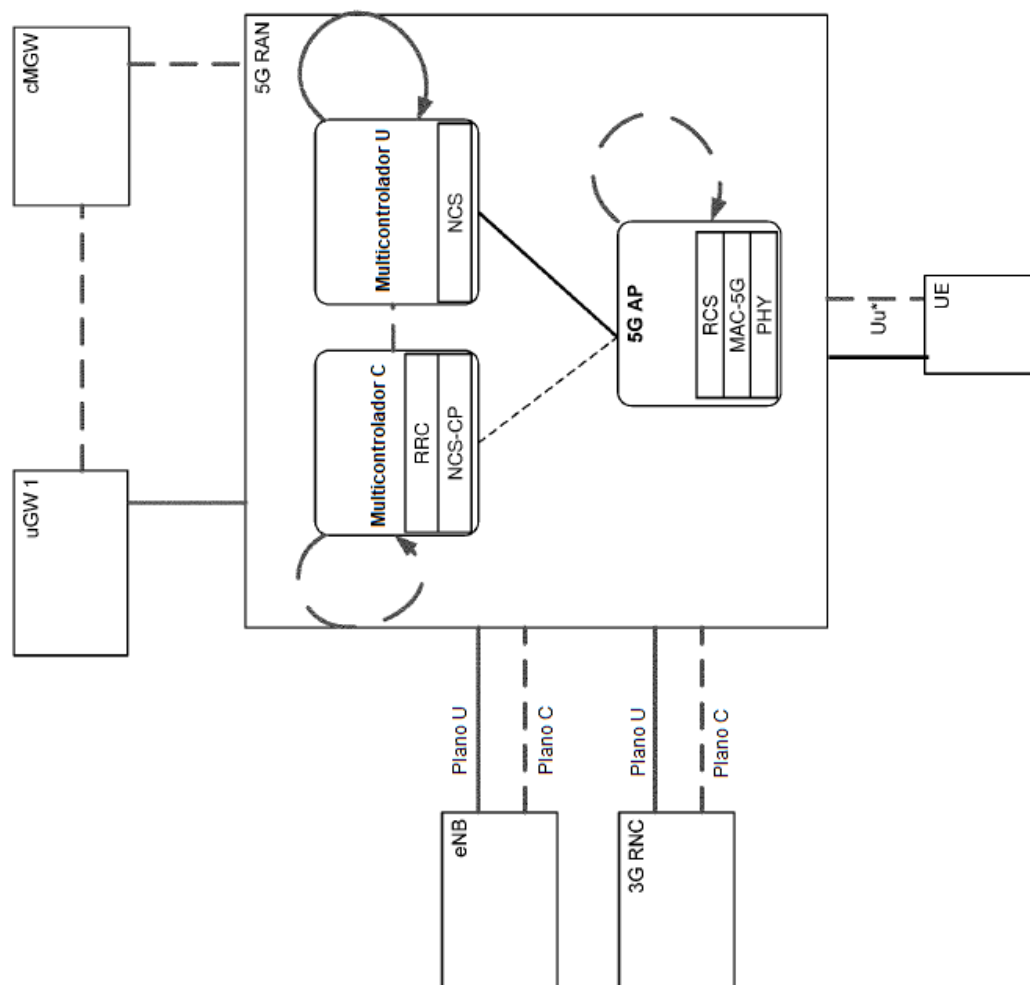 cMGW
uGW 1
5G RAN
Multicontrolador U
NCS
Multicontrolador C
RRC
NCS-CP
5G AP
RCS
MAC-5G
PHY
Uu*
UE
Plano U
Plano C
eNB
Plano U
Plano C
3G RNC